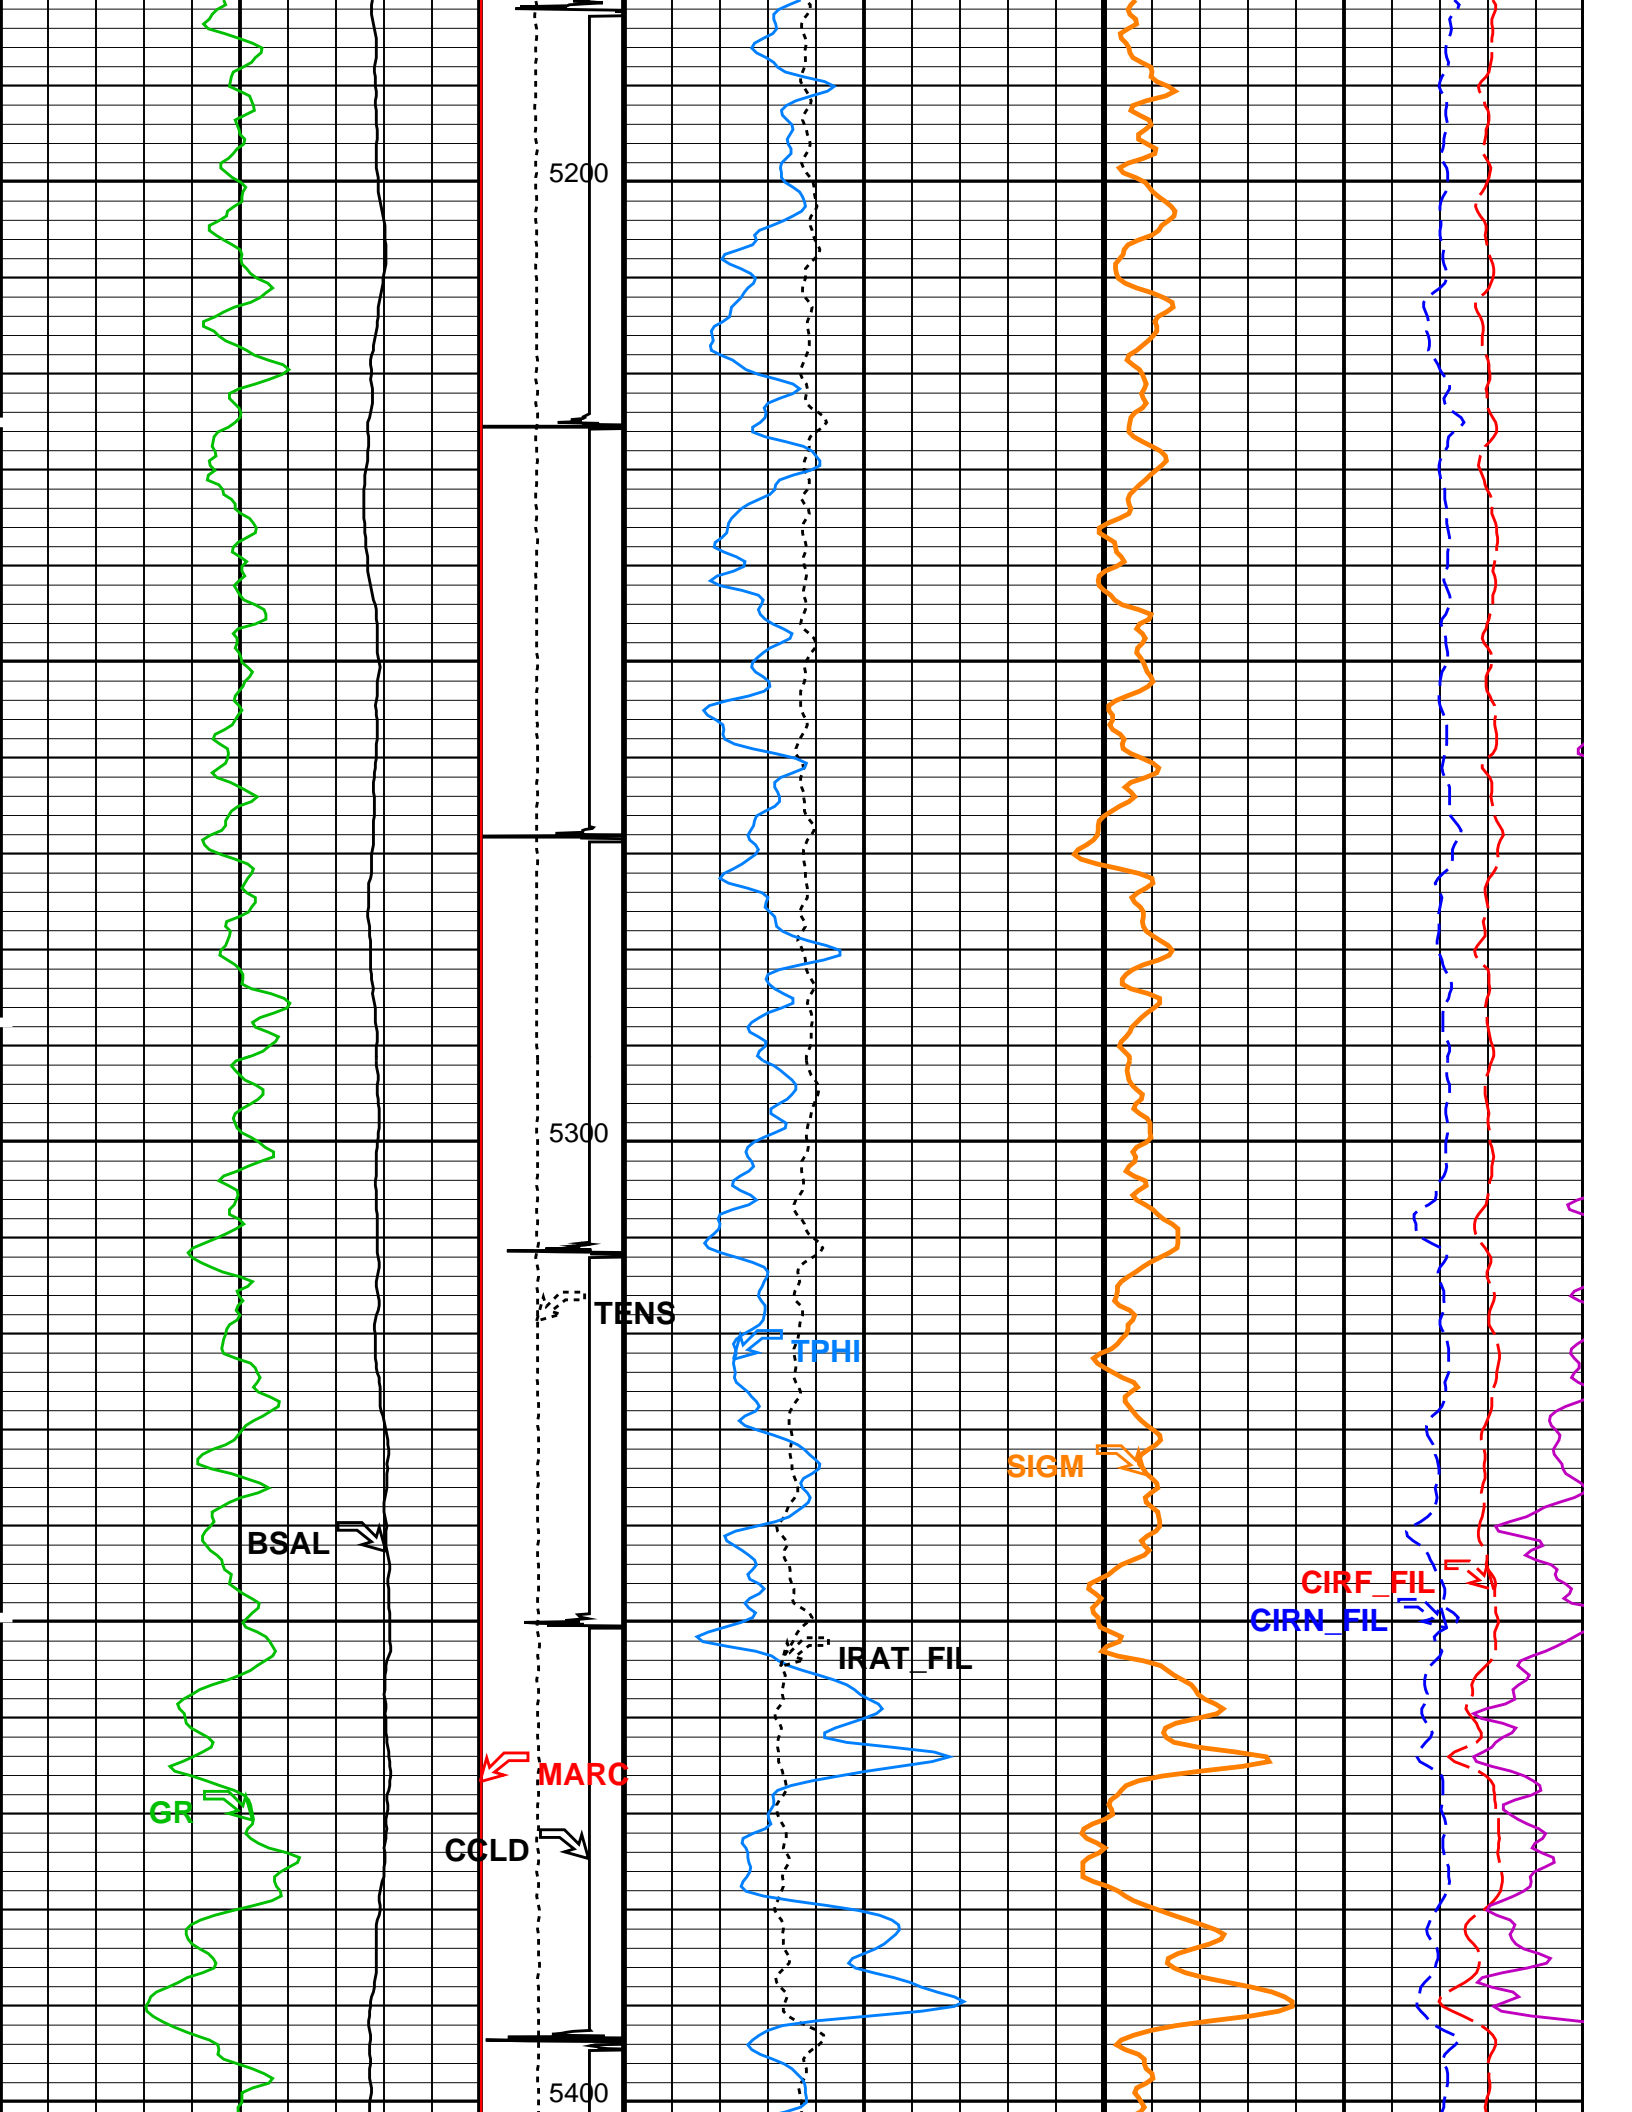 5200
5300
TENS
TPHI
SIGM
BSAL
CIRF_FIL
CIRN_FIL
IRAT_FIL
MARC
GR
CCLD
5400